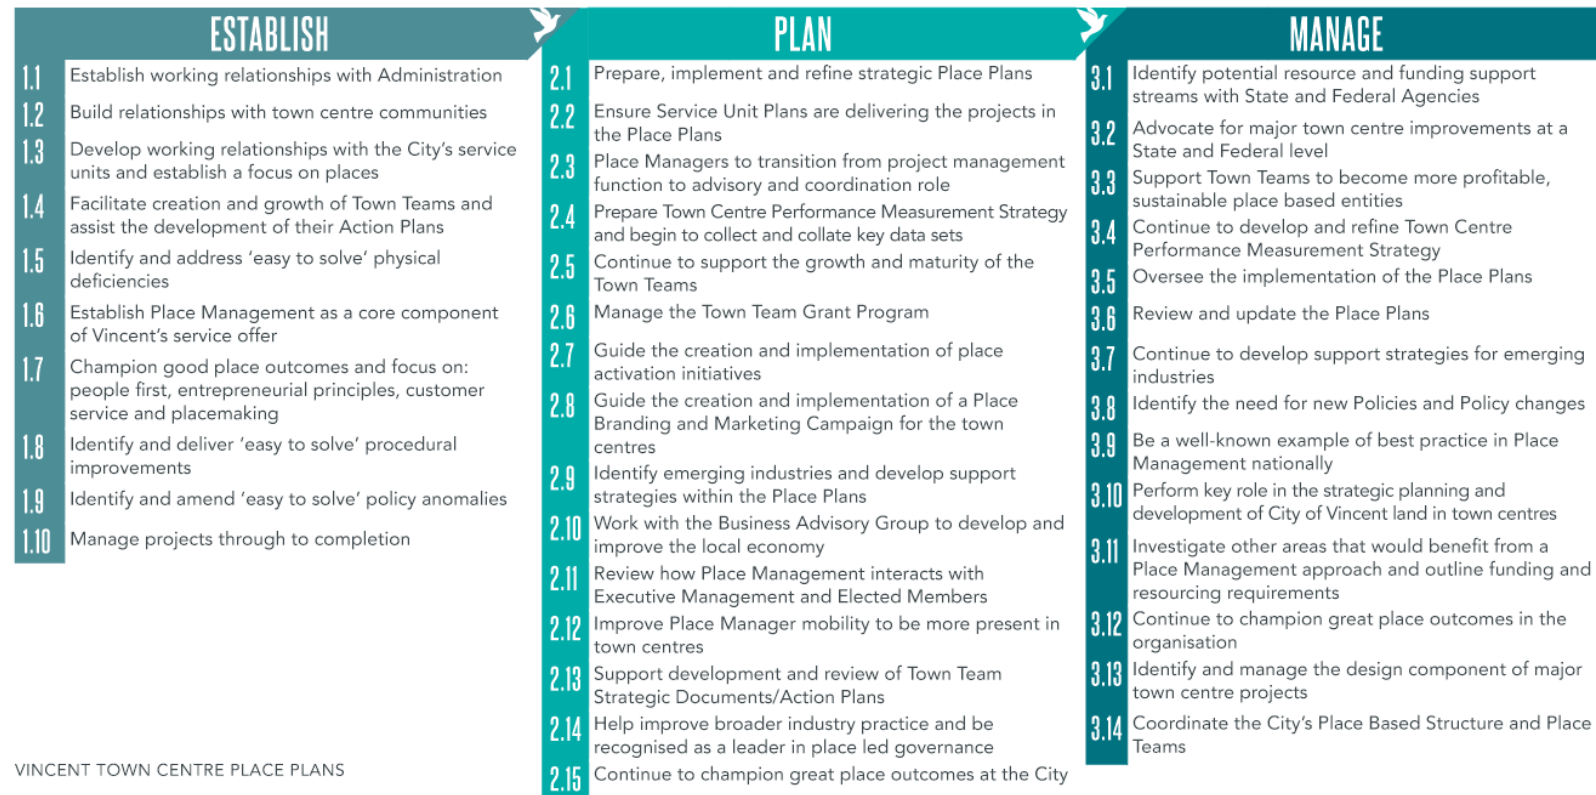 ESTABLISH
1.1 Establish working relationships with Administration
1.2 Build relationships with town centre communities
1.3 Develop working relationships with the City's service
units and establish a focus on places
1.4 Facilitate creation and growth of Town Teams and
assist the development of their Action Plans
1.5 Identify and address 'easy to solve' physical
deficiencies
1.6 Establish Place Management as a core component
of Vincent's service offer
1.7 Champion good place outcomes and focus on:
people first, entrepreneurial principles, customer
service and placemaking
1.8 Identify and deliver 'easy to solve' procedural
improvements
1.9 Identify and amend 'easy to solve' policy anomalies
1.10 Manage projects through to completion
VINCENT TOWN CENTRE PLACE PLANS
PLAN
2.1 Prepare, implement and refine strategic Place Plans
2.2 Ensure Service Unit Plans are delivering the projects in
the Place Plans
2.3 Place Managers to transition from project management
function to advisory and coordination role
2.4 Prepare Town Centre Performance Measurement Strategy
and begin to collect and collate key data sets
2.5 Continue to support the growth and maturity of the
Town Teams
2.6 Manage the Town Team Grant Program
2.7 Guide the creation and implementation of place
activation initiatives
2.8 Guide the creation and implementation of a Place
Branding and Marketing Campaign for the town
centres
2.9 Identify emerging industries and develop support
strategies within the Place Plans
2.10 Work with the Business Advisory Group to develop and
improve the local economy
2.11 Review how Place Management interacts with
Executive Management and Elected Members
2.12 Improve Place Manager mobility to be more present in
town centres
2.13 Support development and review of Town Team
Strategic Documents/Action Plans
2.14 Help improve broader industry practice and be
recognised as a leader in place led governance
2.15 Continue to champion great place outcomes at the City
MANAGE
3.1 Identify potential resource and funding support
streams with State and Federal Agencies
3.2 Advocate for major town centre improvements at a
State and Federal level
3.3 Support Town Teams to become more profitable,
sustainable place based entities
3.4 Continue to develop and refine Town Centre
Performance Measurement Strategy
3.5 Oversee the implementation of the Place Plans
3.6 Review and update the Place Plans
3.7 Continue to develop support strategies for emerging
industries
3.8 Identify the need for new Policies and Policy changes
3.9 Be a well-known example of best practice in Place
Management nationally
3.10 Perform key role in the strategic planning and
development of City of Vincent land in town centres
3.11 Investigate other areas that would benefit from a
Place Management approach and outline funding and
resourcing requirements
3.12 Continue to champion great place outcomes in the
organisation
3.13 Identify and manage the design component of major
town centre projects
3.14 Coordinate the City's Place Based Structure and Place
Teams